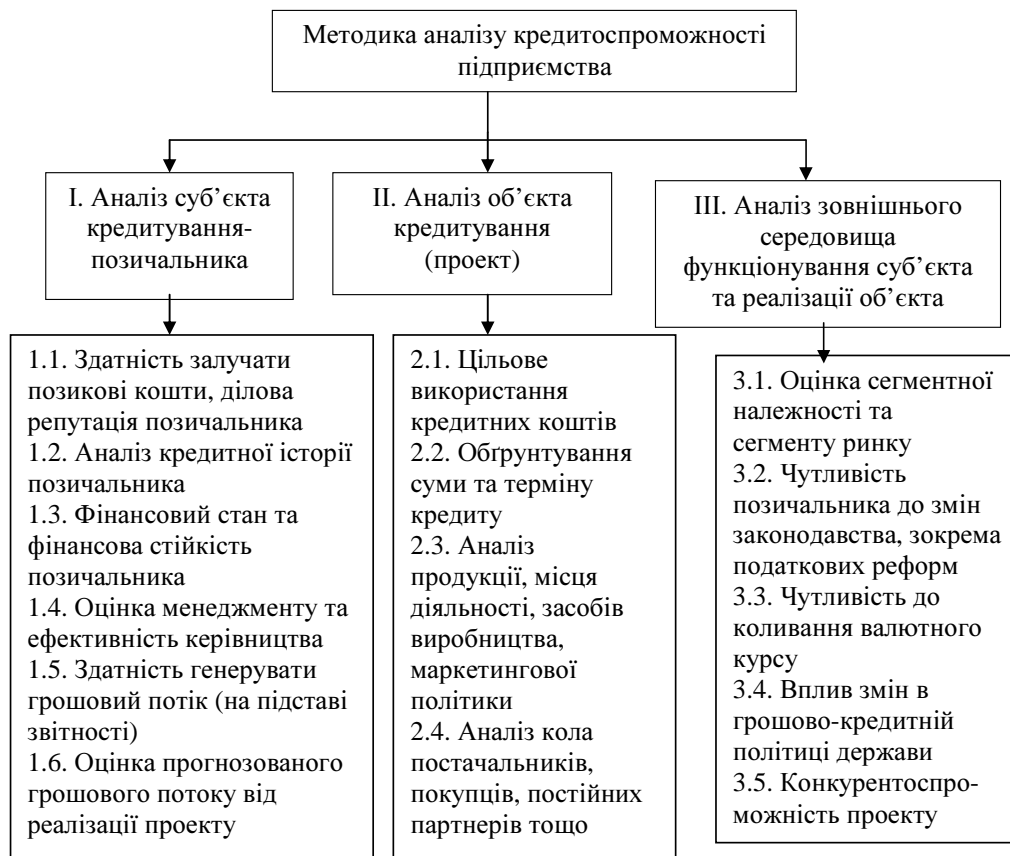 Методика аналізу кредитоспроможності
підприємства
І. Аналіз суб’єкта
кредитування-
позичальника
ІІ. Аналіз об’єкта
кредитування
(проект)
ІІІ. Аналіз зовнішнього
середовища
функціонування суб’єкта
та реалізації об’єкта
1.1. Здатність залучати
позикові кошти, ділова
репутація позичальника
1.2. Аналіз кредитної історії
позичальника
1.3. Фінансовий стан та
фінансова стійкість
позичальника
1.4. Оцінка менеджменту та
ефективність керівництва
1.5. Здатність генерувати
грошовий потік (на підставі
звітності)
1.6. Оцінка прогнозованого
грошового потоку від
реалізації проекту
2.1. Цільове
використання
кредитних коштів
2.2. Обґрунтування
суми та терміну
кредиту
2.3. Аналіз
продукції, місця
діяльності, засобів
виробництва,
маркетингової
політики
2.4. Аналіз кола
постачальників,
покупців, постійних
партнерів тощо
3.1. Оцінка сегментної
належності та
сегменту ринку
3.2. Чутливість
позичальника до змін
законодавства, зокрема
податкових реформ
3.3. Чутливість до
коливання валютного
курсу
3.4. Вплив змін в
грошово-кредитній
політиці держави
3.5. Конкурентоспро-
можність проекту